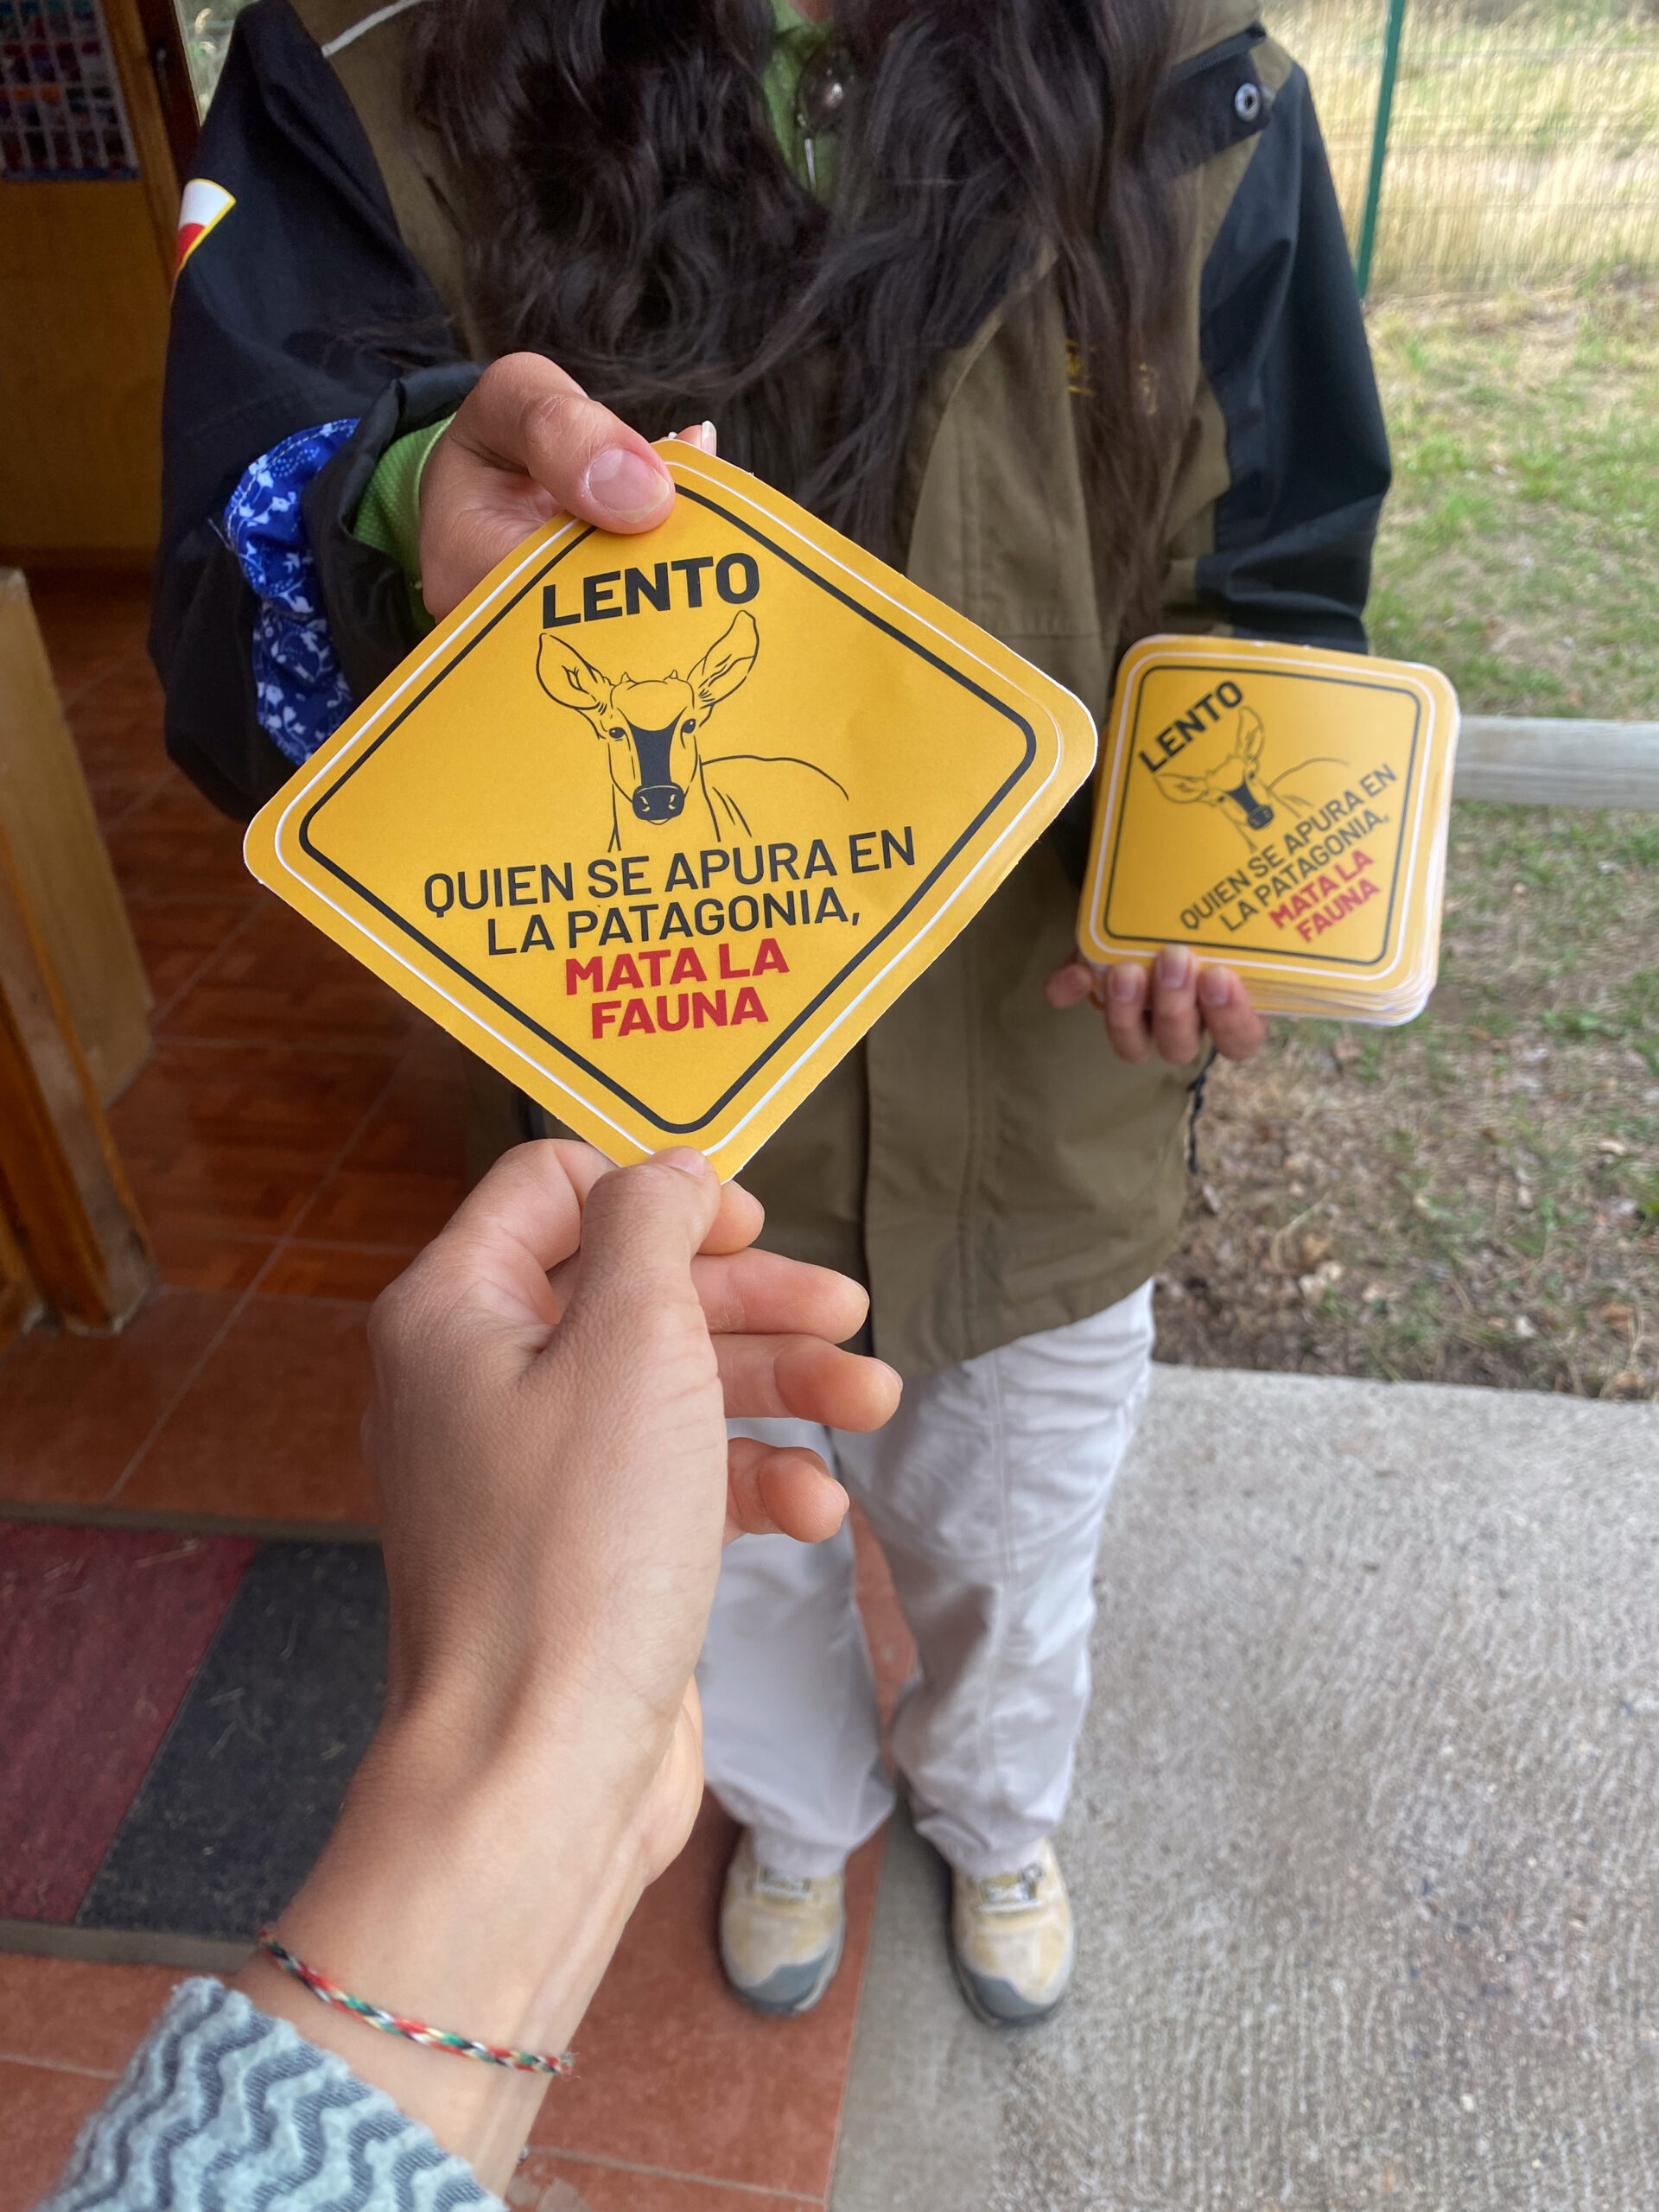 LENTO
QUIEN SE APURA EN
LA PATAGONIA,
MATA LA
FAUNA
LENTO
QUIEN SE APURA EN
LA PATAGONIA,
MATA LA
FAUNA